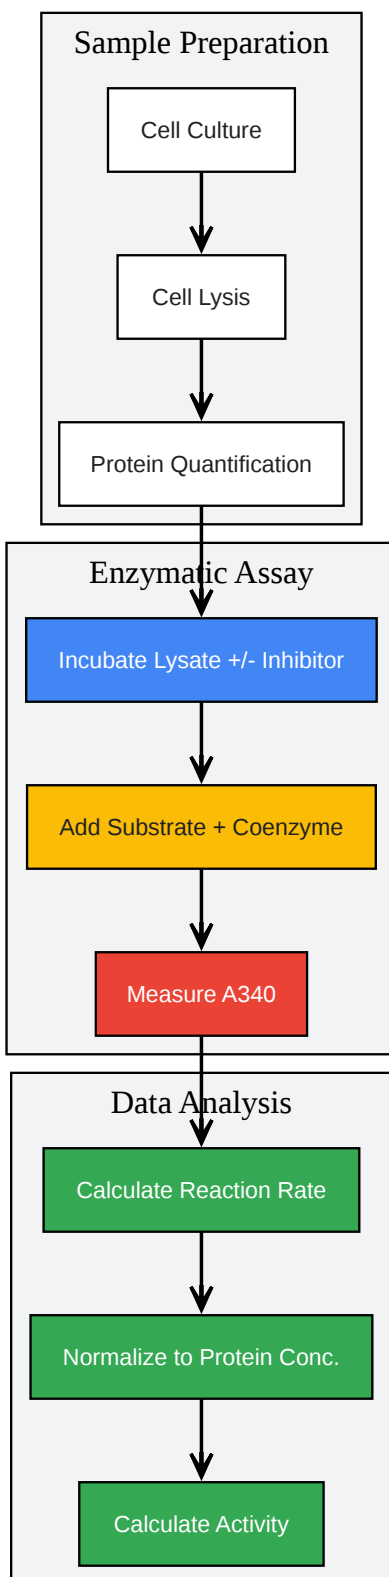 Sample Preparation
Cell Culture
Cell Lysis
Protein Quantification
Enzymatic Assay
Incubate Lysate +/- Inhibitor
Add Substrate + Coenzyme
Measure A340
Data Analysis
Calculate Reaction Rate
Normalize to Protein Conc.
Calculate Activity